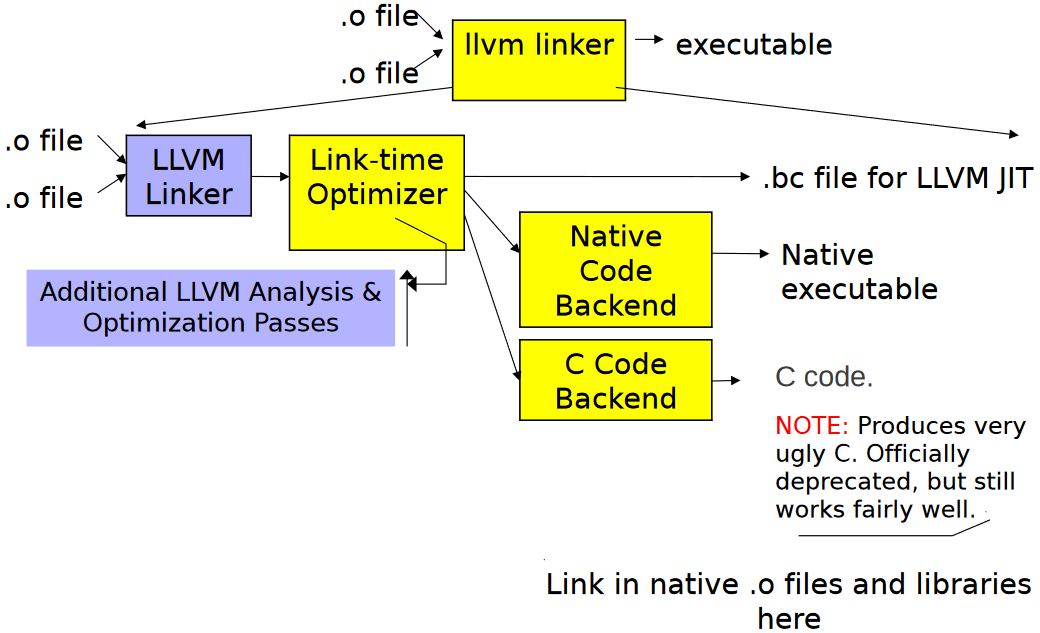 .o file
.o file
llvm linker
executable
.o file
.o file
LLVM
Linker
Link-time
Optimizer
.bc file for LLVM JIT
Native
Code
Backend
Native
executable
Additional LLVM Analysis &
Optimization Passes
C Code
Backend
C code.
NOTE: Produces very
ugly C. Officially
deprecated, but still
works fairly well.
Link in native .o files and libraries
here